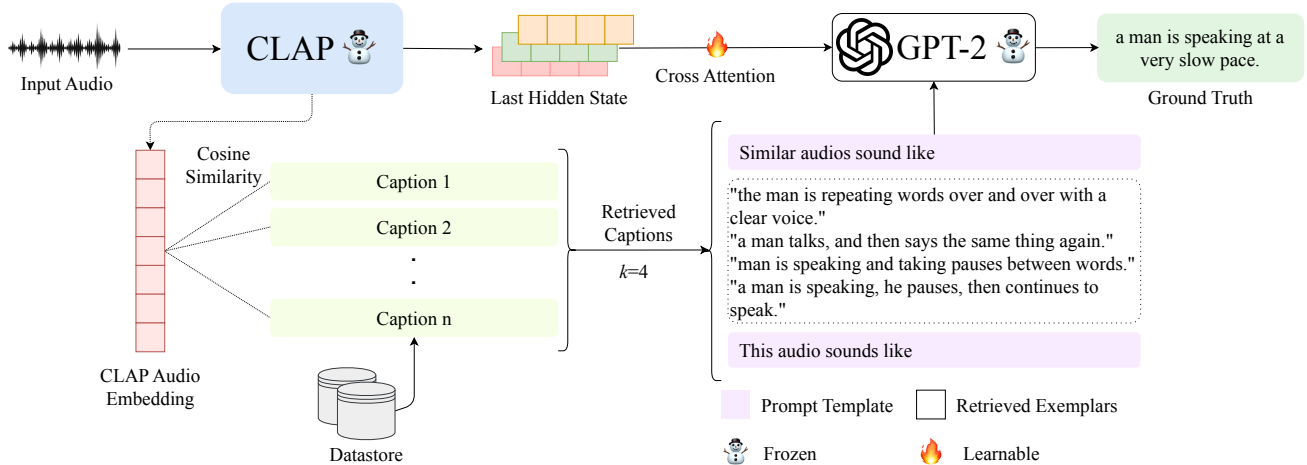 CLAP
GPT-2
a man is speaking at a
very slow pace.
Input Audio
Last Hidden State
Cross Attention
Ground Truth
Cosine
Similarity
Caption 1
Caption 2
Caption n
Retrieved
Captions
k=4
Similar audios sound like
"the man is repeating words over and over with a
clear voice."
"a man talks, and then says the same thing again."
"man is speaking and taking pauses between words."
"a man is speaking, he pauses, then continues to
speak."
This audio sounds like
CLAP Audio
Embedding
Datastore
Prompt Template
Retrieved Exemplars
Frozen
Learnable